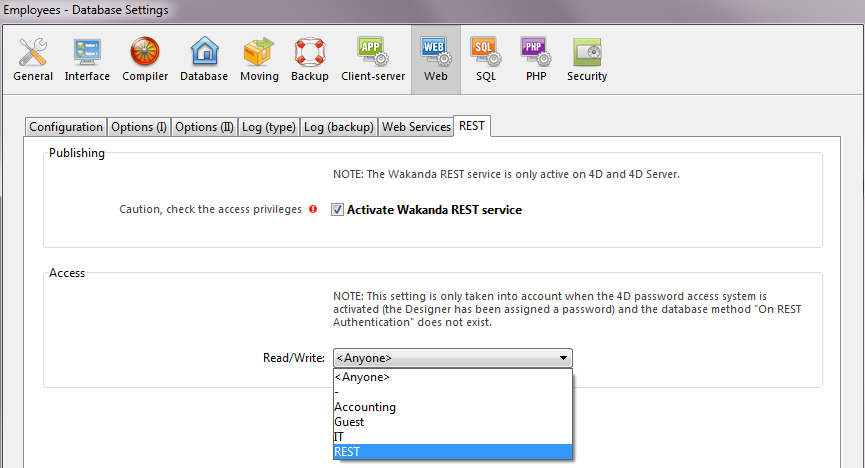 Employees - Database Settings
APP WEB SQL PHP
General Interface Compiler Database Moving Backup Client-server Web SQL PHP Security
Configuration Options (I) Options (II) Log (type) Log (backup) Web Services REST
Publishing
NOTE: The Wakanda REST service is only active on 4D and 4D Server.
Caution, check the access privileges Activate Wakanda REST service
Access
NOTE: This setting is only taken into account when the 4D password access system is
activated (the Designer has been assigned a password) and the database method "On REST
Authentication" does not exist.
Read/Write: <Anyone>
<Anyone>
-
Accounting
Guest
IT
REST